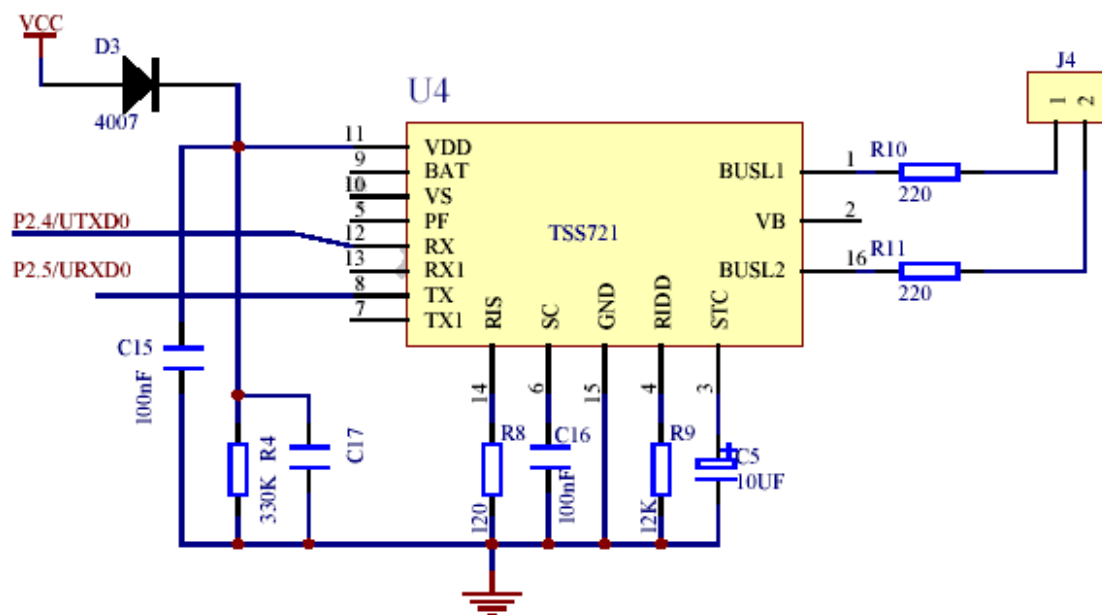 VCC
D3
4007
U4
J4
1
2
11
VDD
9
BAT
10
VS
5
PF
P2.4/UTXD0
12
RX
P2.5/URXD0
13
RX1
8
TX
7
TX1
TSS721
BUSL1
1
R10
220
VB
2
BUSL2
16
R11
220
RIS
SC
GND
RIDD
STC
14
6
15
4
3
C15
100nF
R4
330K
C17
R8
120
C16
100nF
R9
12K
C5
10UF